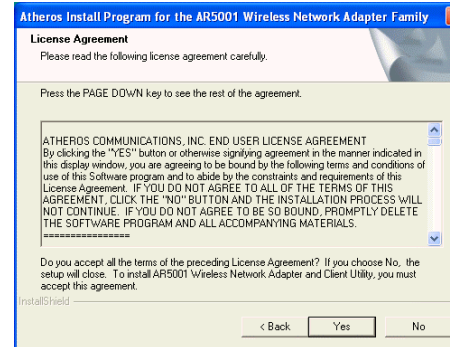 Atheros Install Program for the AR5001 Wireless Network Adapter Family
License Agreement
Please read the following license agreement carefully.
Press the PAGE DOWN key to see the rest of the agreement.
ATHEROS COMMUNICATIONS, INC. END USER LICENSE AGREEMENT
By clicking the "YES" button or otherwise signifying agreement in the manner indicated in
this display window, you are agreeing to be bound by the following terms and conditions of
use of this Software program and to abide by the constraints and requirements of this
License Agreement.  IF YOU DO NOT AGREE TO ALL OF THE TERMS OF THIS
AGREEMENT, CLICK THE "NO" BUTTON AND THE INSTALLATION PROCESS WILL
NOT CONTINUE.  IF YOU DO NOT AGREE TO BE SO BOUND, PROMPTLY DELETE
THE SOFTWARE PROGRAM AND ALL ACCOMPANYING MATERIALS.
================
Do you accept all the terms of the preceding License Agreement?  If you choose No,  the
setup will close.  To install AR5001 Wireless Network Adapter and Client Utility, you must
accept this agreement.
InstallShield
< Back
Yes
No